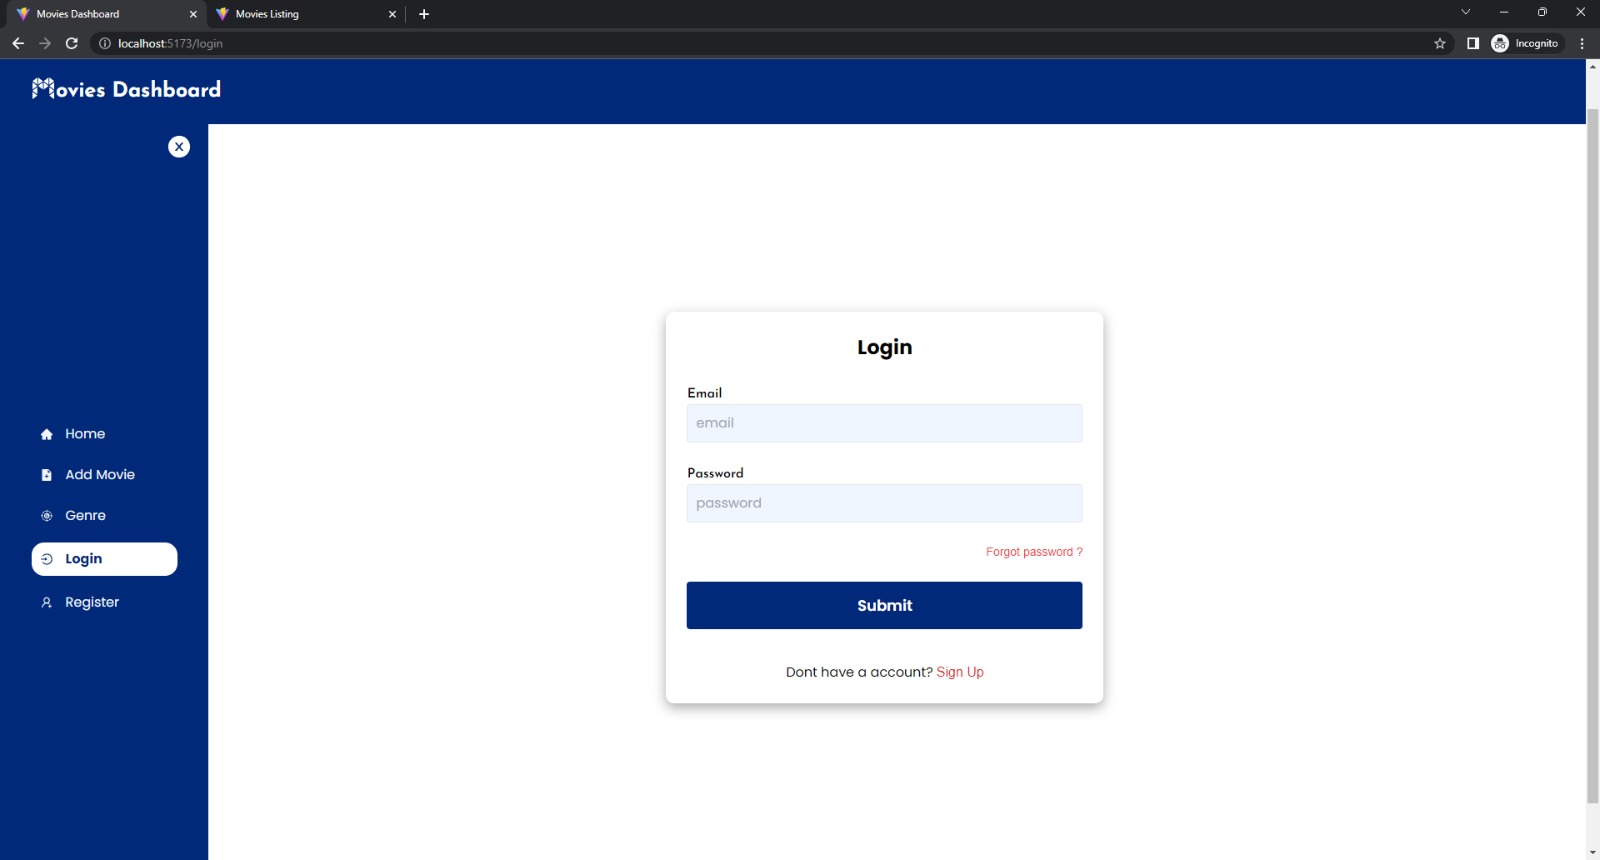 Movies Dashboard
Movies Listing
localhost:5173/login
Incognito
Movies Dashboard
X
Home
Add Movie
Genre
Login
Register
Login
Email
email
Password
password
Forgot password ?
Submit
Dont have a account? Sign Up